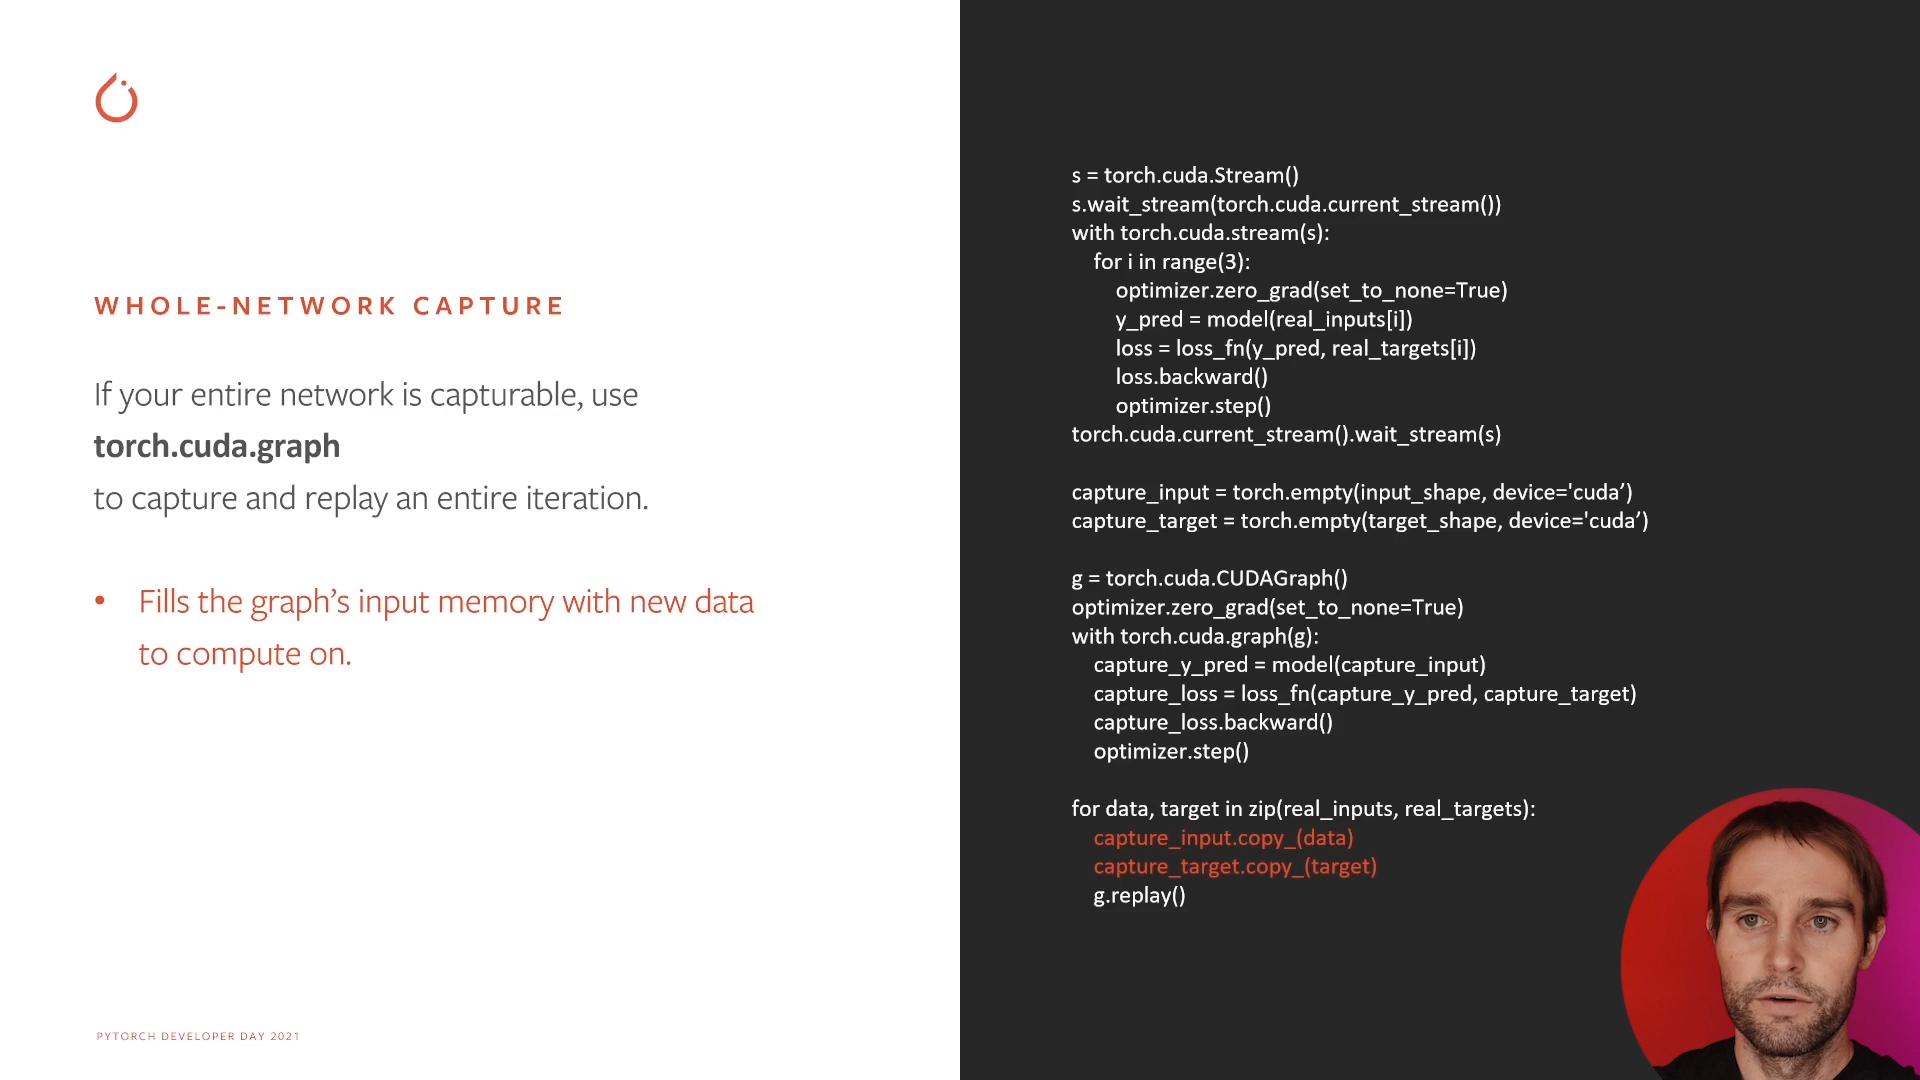 WHOLE-NETWORK CAPTURE
If your entire network is capturable, use
torch.cuda.graph
to capture and replay an entire iteration.
• Fills the graph’s input memory with new data
to compute on.
PYTORCH DEVELOPER DAY 2021
s = torch.cuda.Stream()
s.wait_stream(torch.cuda.current_stream())
with torch.cuda.stream(s):
    for i in range(3):
        optimizer.zero_grad(set_to_none=True)
        y_pred = model(real_inputs[i])
        loss = loss_fn(y_pred, real_targets[i])
        loss.backward()
        optimizer.step()
torch.cuda.current_stream().wait_stream(s)
capture_input = torch.empty(input_shape, device='cuda’)
capture_target = torch.empty(target_shape, device='cuda’)
g = torch.cuda.CUDAGraph()
optimizer.zero_grad(set_to_none=True)
with torch.cuda.graph(g):
    capture_y_pred = model(capture_input)
    capture_loss = loss_fn(capture_y_pred, capture_target)
    capture_loss.backward()
    optimizer.step()
for data, target in zip(real_inputs, real_targets):
    capture_input.copy_(data)
    capture_target.copy_(target)
    g.replay()